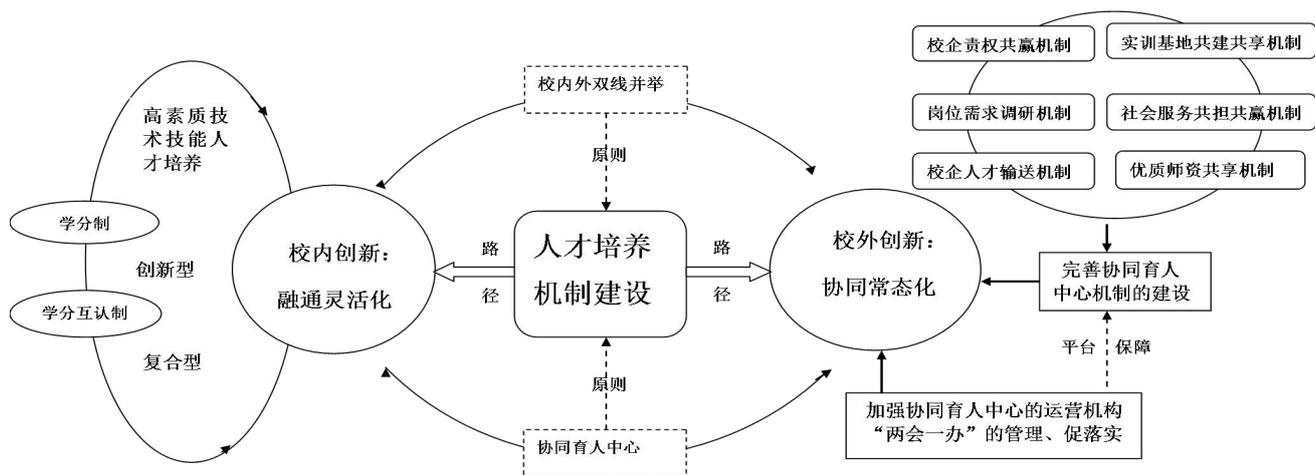 校企责权共赢机制
实训基地共建共享机制
校内外双线并举
高素质技
术技能人
才培养
岗位需求调研机制
社会服务共担共赢机制
原则
校企人才输送机制
优质师资共享机制
学分制
校内创新：
融通灵活化
路
径
人才培养
机制建设
路
径
校外创新：
协同常态化
创新型
完善协同育人
中心机制的建设
学分互认制
复合型
平台
保障
原则
加强协同育人中心的运营机构
“两会一办”的管理、促落实
协同育人中心